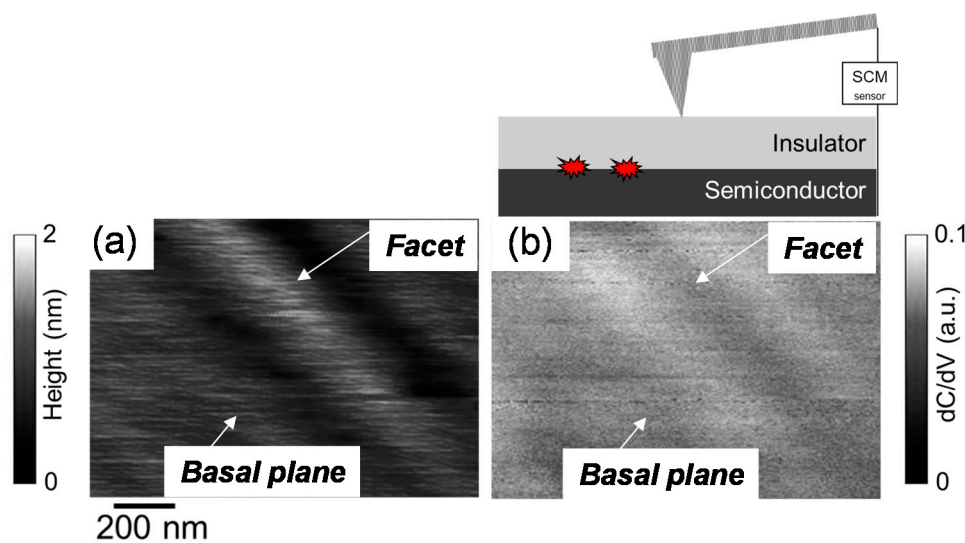 SCM
sensor
Insulator
Semiconductor
2
(a)
Facet
(b)
Facet
0.1
Height (nm)
dC/dV (a.u.)
Basal plane
Basal plane
0
0
200 nm